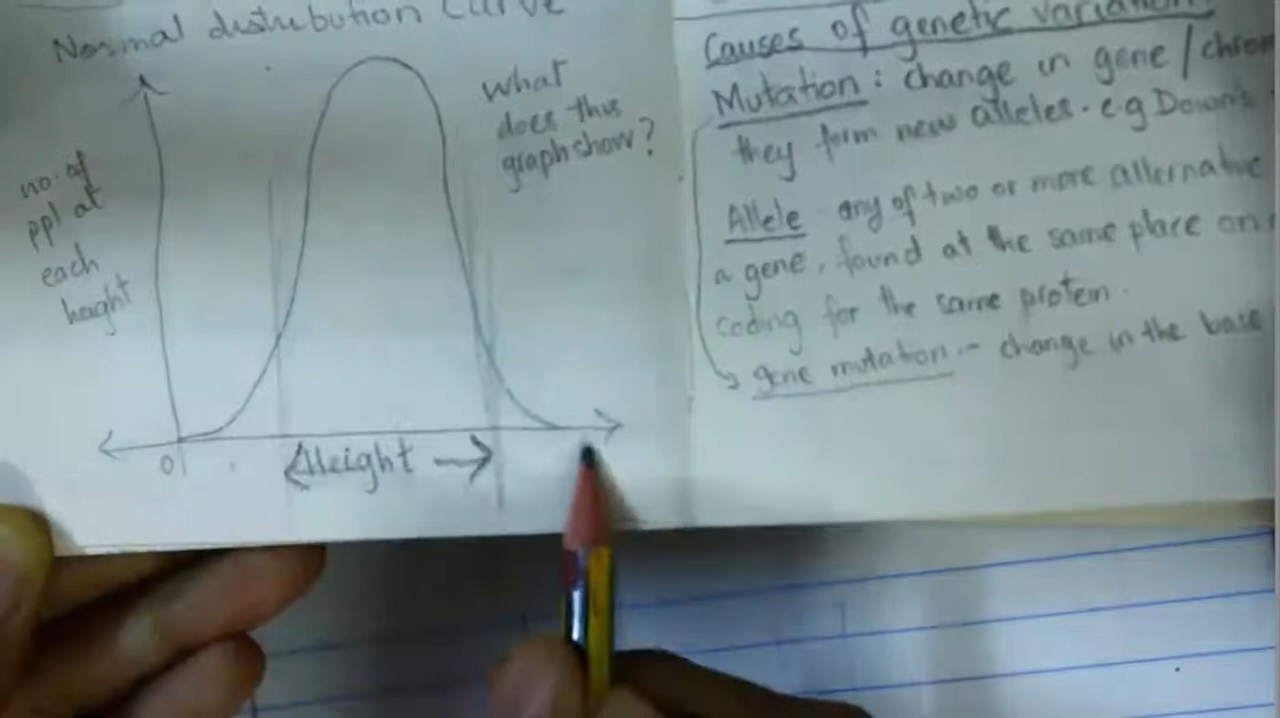 Normal distribution Curve
no. of
ppl at
each
height
What
does this
graph show?
0
Height
Causes of genetic variation
Mutation: change in gene/chrom
they form new alleles. e.g Down's
Allele any of two or more alternative
a gene, found at the same place on
coding for the same protein.
gene mutation - change in the base